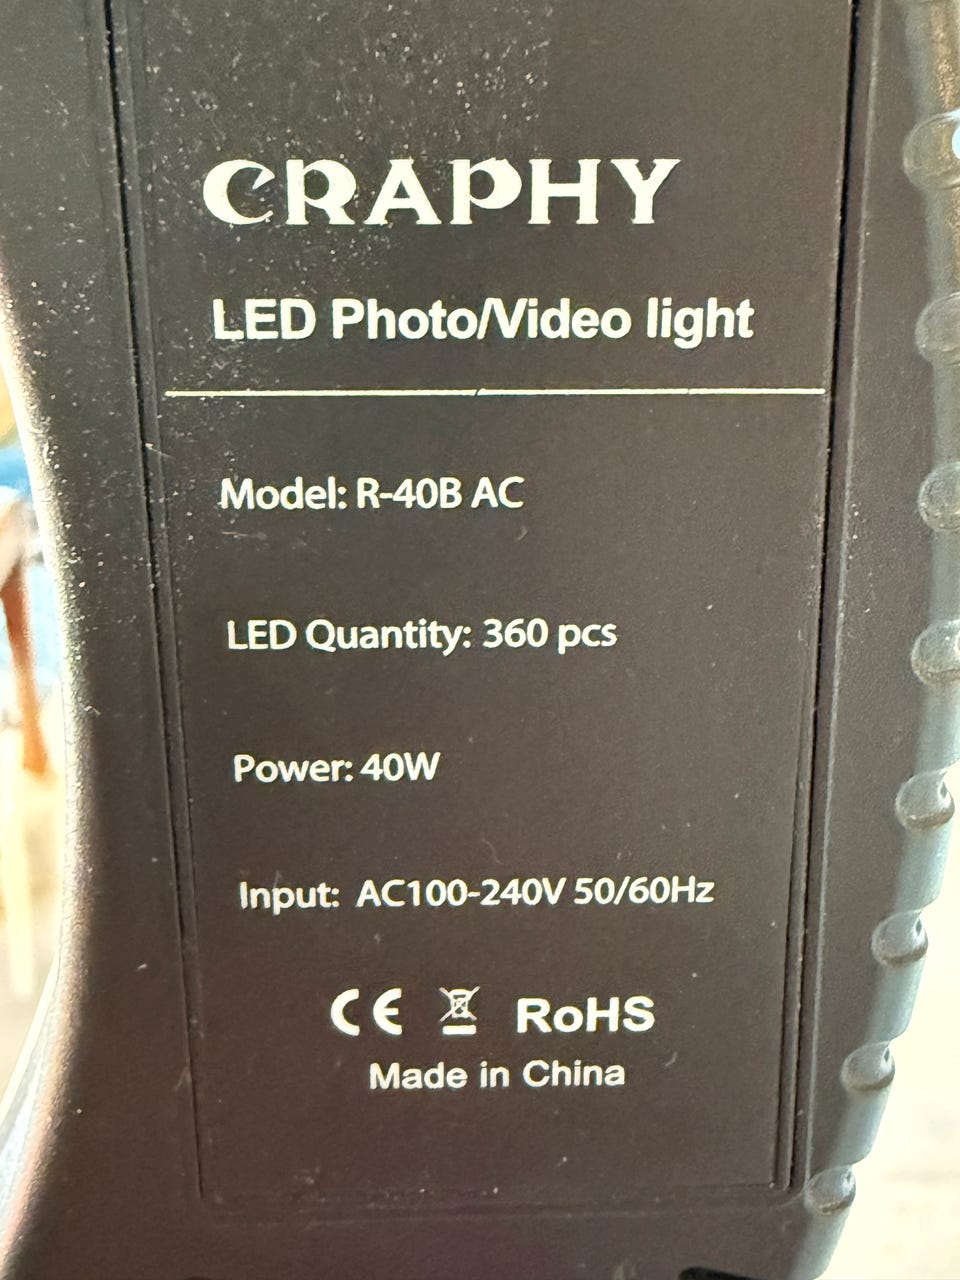 CRAPHY
LED Photo/Video light
Model: R-40B AC
LED Quantity: 360 pcs
Power: 40W
Input: AC100-240V 50/60Hz
CE RoHS
Made in China